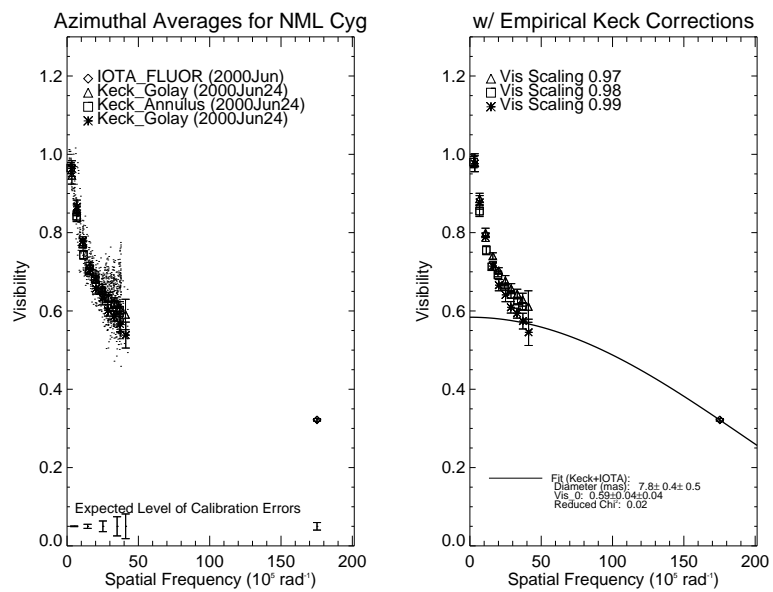 Azimuthal Averages for NML Cyg
1.2
IOTA_FLUOR (2000Jun)
Keck_Golay (2000Jun24)
Keck_Annulus (2000Jun24)
Keck_Golay (2000Jun24)
1.0
0.8
Visibility
0.6
0.4
0.2
Expected Level of Calibration Errors
0.0
0 50 100 150 200
Spatial Frequency (10⁵ rad⁻¹)
w/ Empirical Keck Corrections
1.2
Vis Scaling 0.97
Vis Scaling 0.98
Vis Scaling 0.99
1.0
0.8
Visibility
0.6
0.4
0.2
Fit (Keck+IOTA):
Diameter (mas): 7.8± 0.4± 0.5
Vis_0: 0.59±0.04±0.04
Reduced Chi²: 0.02
0.0
0 50 100 150 200
Spatial Frequency (10⁵ rad⁻¹)